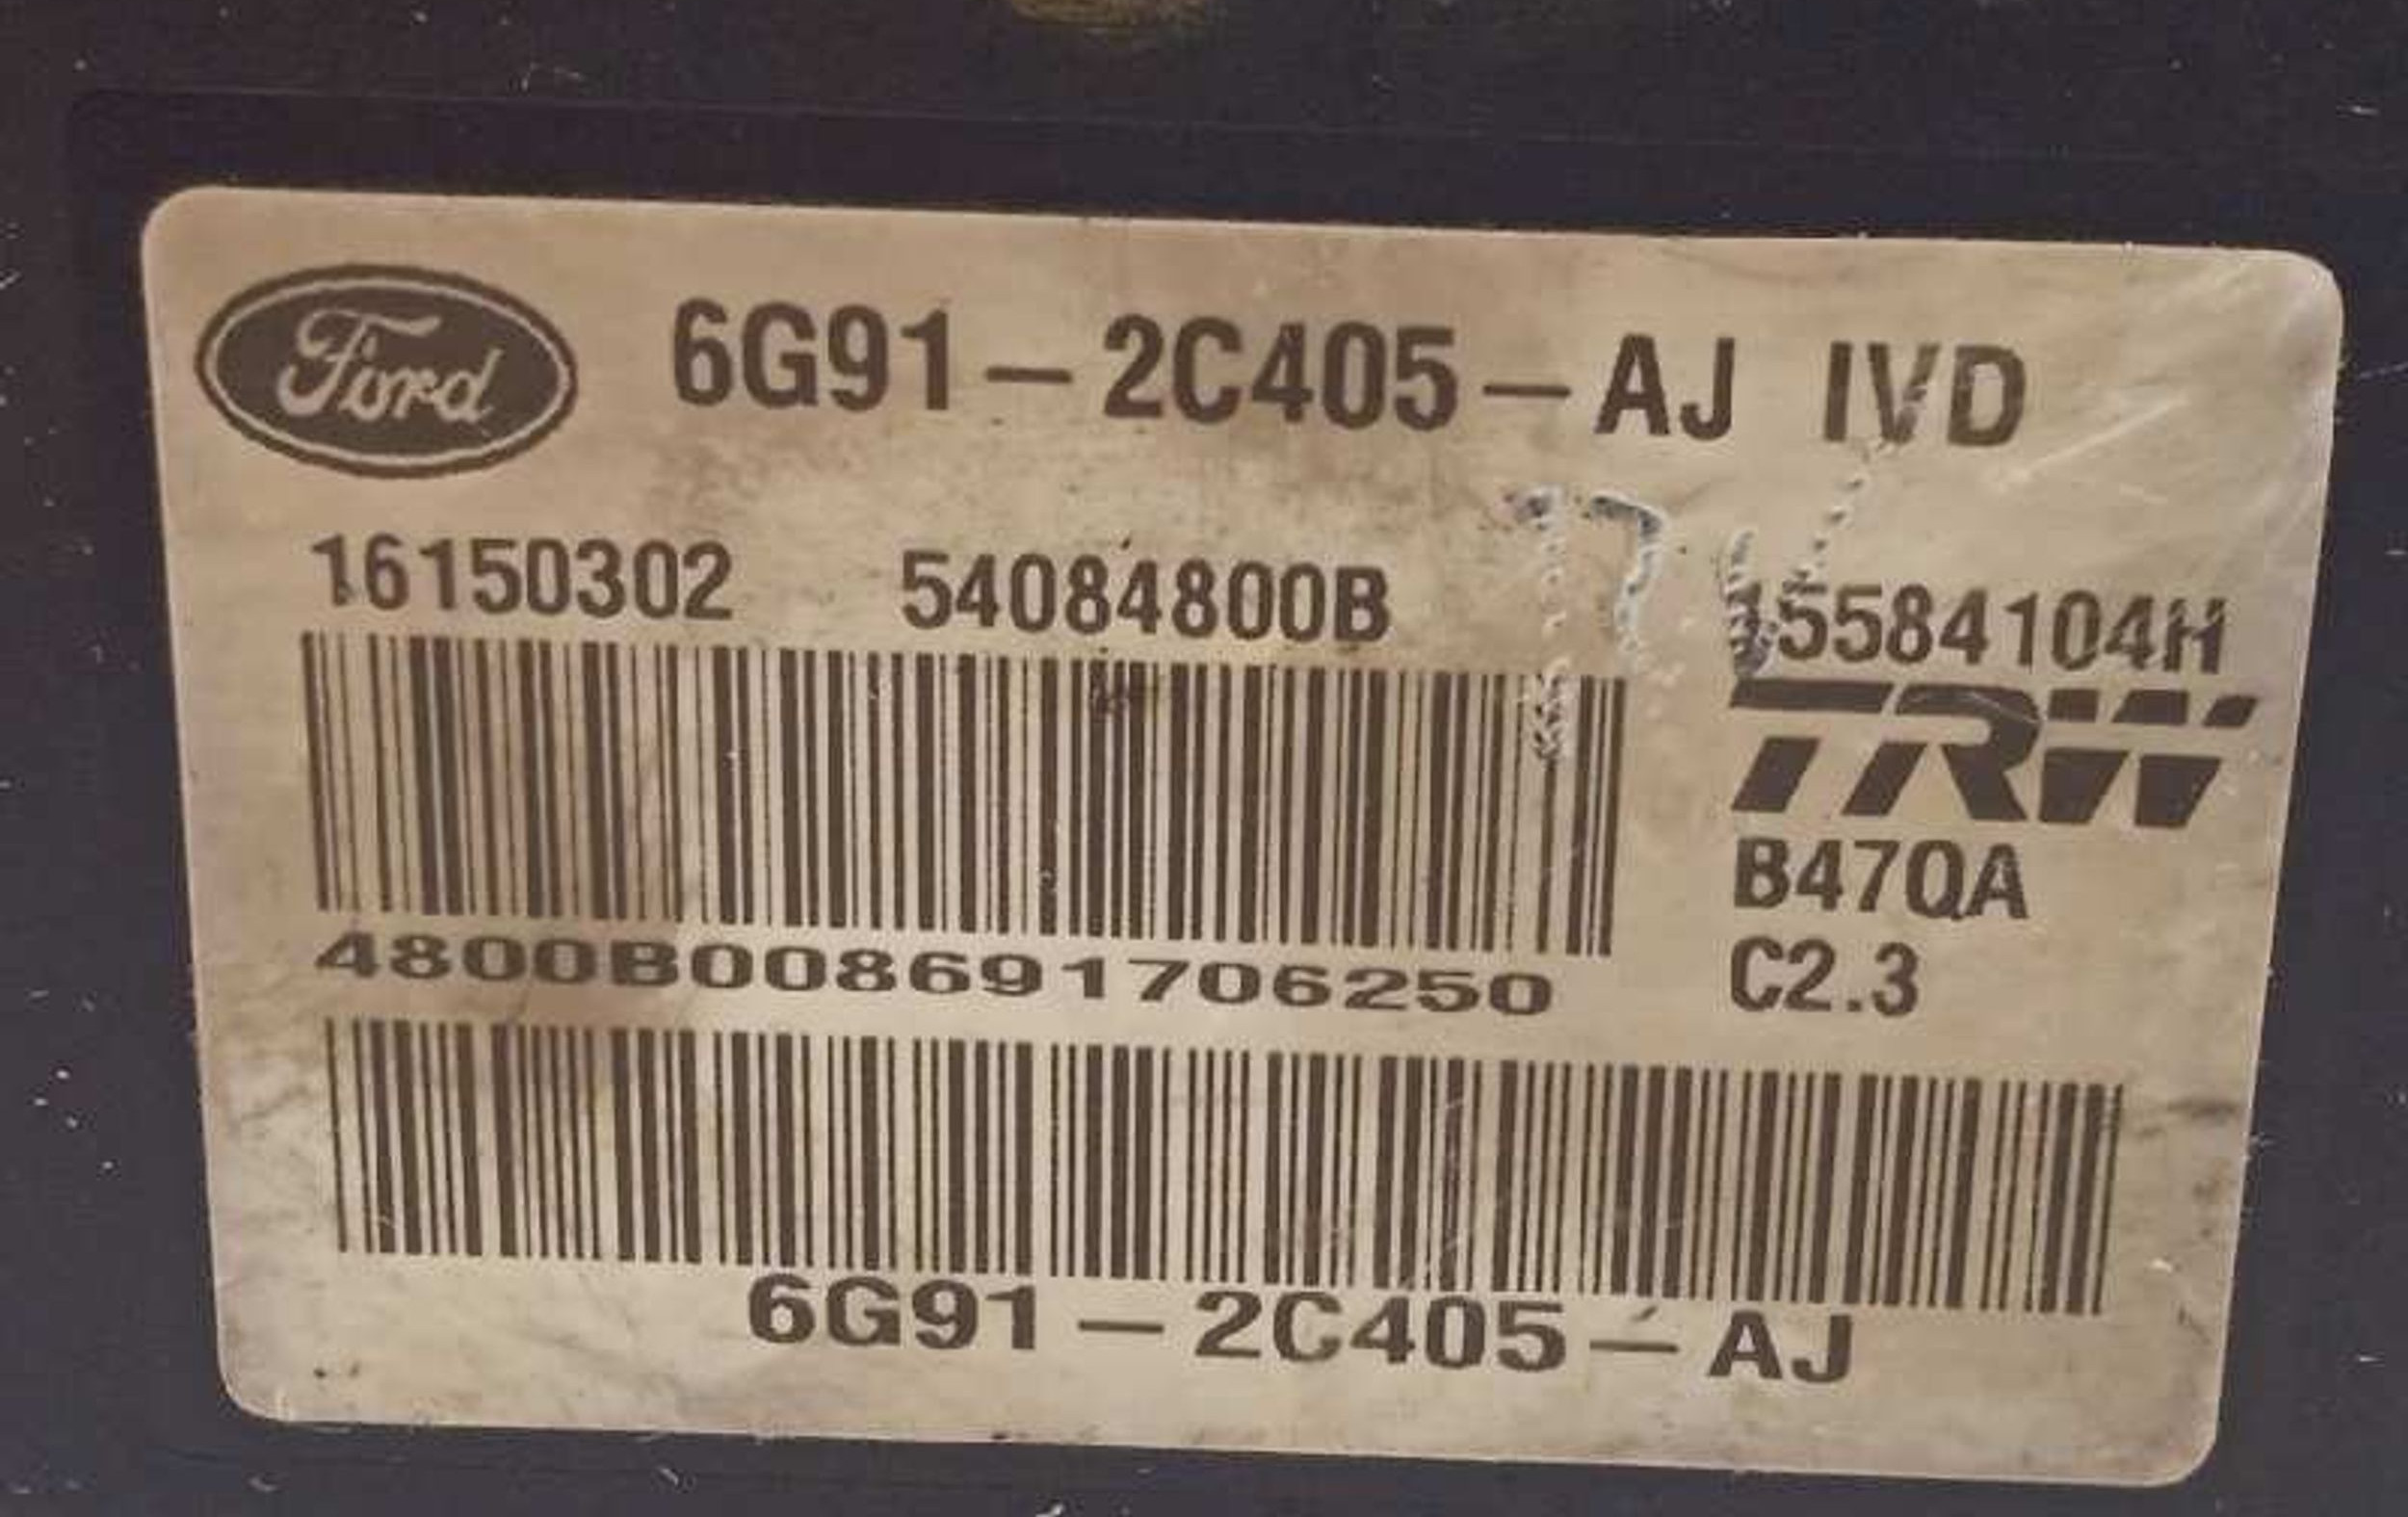 Ford 6G91-2C405-AJ IVD
16150302 54084800B 15584104H
TRW
B47QA
4800B008691706250
C2.3
6G91-2C405-AJ